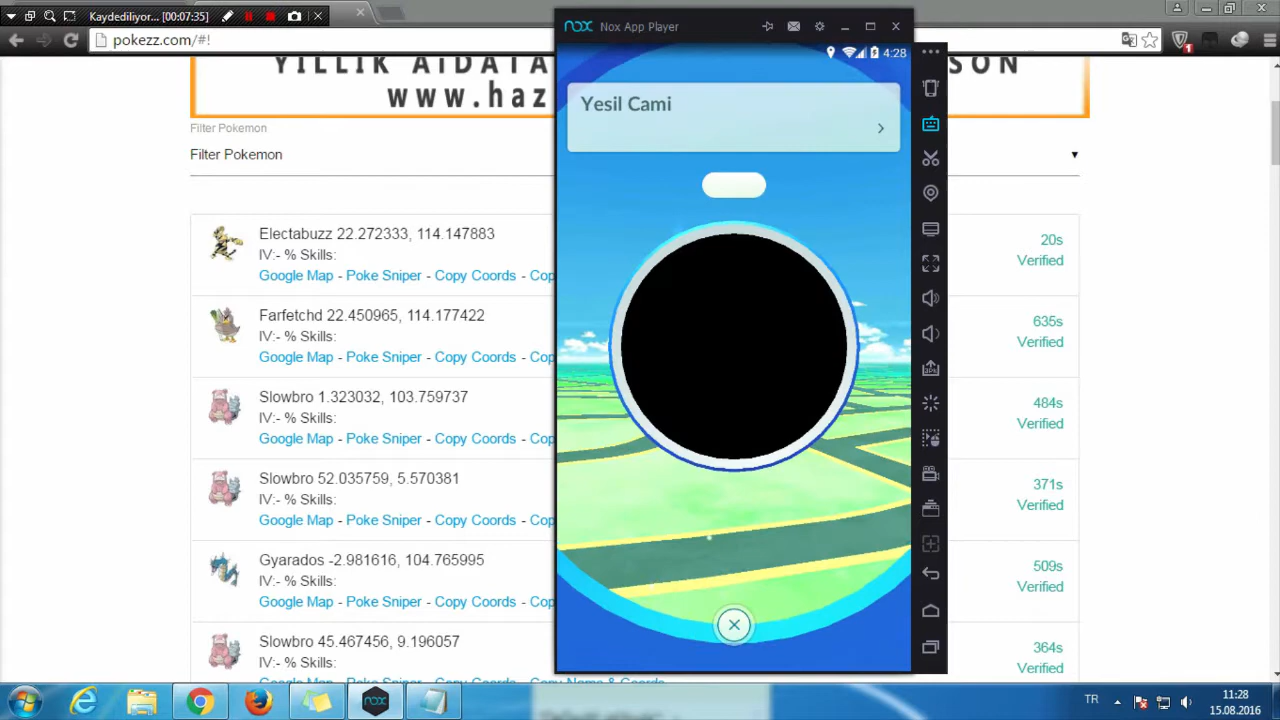 Kaydediliyor... (00:07:35)
pokezz.com/#!
YILLIK AIDATA
SON
www.haz
Filter Pokemon
Filter Pokemon
Electabuzz 22.272333, 114.147883
IV:- % Skills:
Google Map - Poke Sniper - Copy Coords - Cop
20s
Verified
Farfetchd 22.450965, 114.177422
IV:- % Skills:
Google Map - Poke Sniper - Copy Coords - Cop
635s
Verified
Slowbro 1.323032, 103.759737
IV:- % Skills:
Google Map - Poke Sniper - Copy Coords - Cop
484s
Verified
Slowbro 52.035759, 5.570381
IV:- % Skills:
Google Map - Poke Sniper - Copy Coords - Cop
371s
Verified
Gyarados -2.981616, 104.765995
IV:- % Skills:
Google Map - Poke Sniper - Copy Coords - Cop
509s
Verified
Slowbro 45.467456, 9.196057
IV:- % Skills:
364s
Verified
nox Nox App Player
4:28
Yesil Cami
nox
TR
11:28
15.08.2016